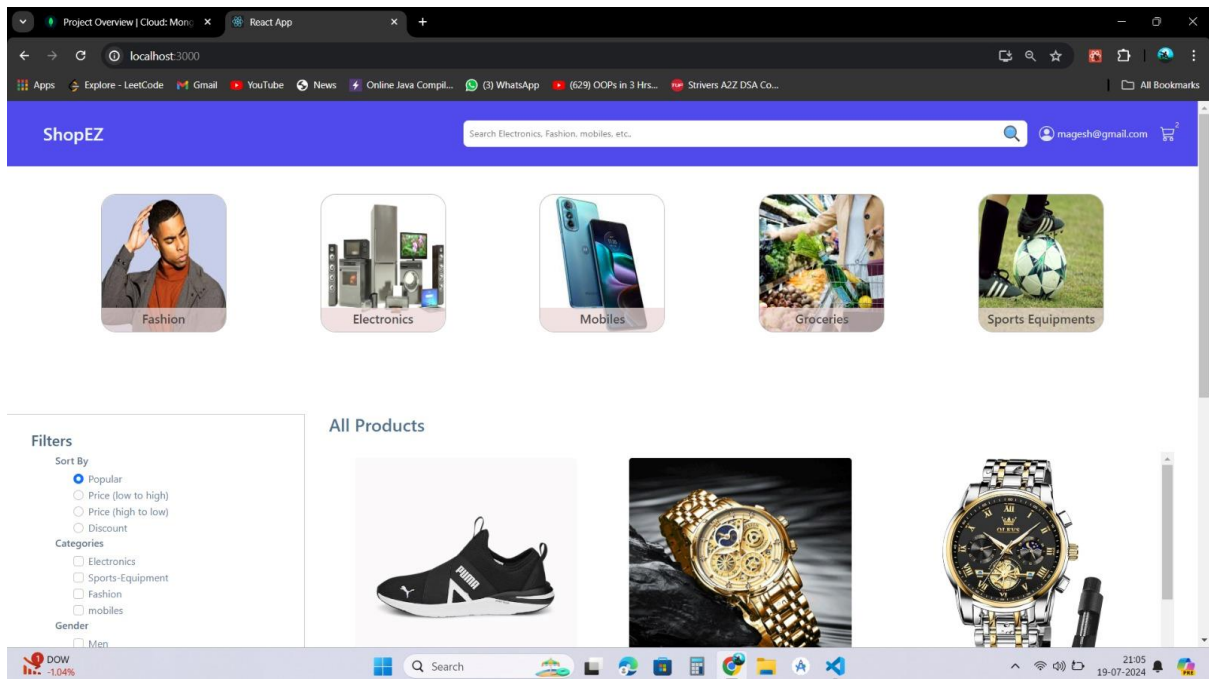 Project Overview | Cloud: Mong
React App
localhost:3000
Apps
Explore - LeetCode
Gmail
YouTube
News
Online Java Compil...
(3) WhatsApp
(629) OOPs in 3 Hrs...
Strivers A2Z DSA Co...
All Bookmarks
ShopEZ
Search Electronics, Fashion, mobiles, etc..
magesh@gmail.com
2
Fashion
Electronics
Mobiles
Groceries
Sports Equipments
Filters
Sort By
Popular
Price (low to high)
Price (high to low)
Discount
Categories
Electronics
Sports-Equipment
Fashion
mobiles
Gender
Men
All Products
PUMA
OLEVS
DOW
-1.04%
Search
21:05
19-07-2024
PRE